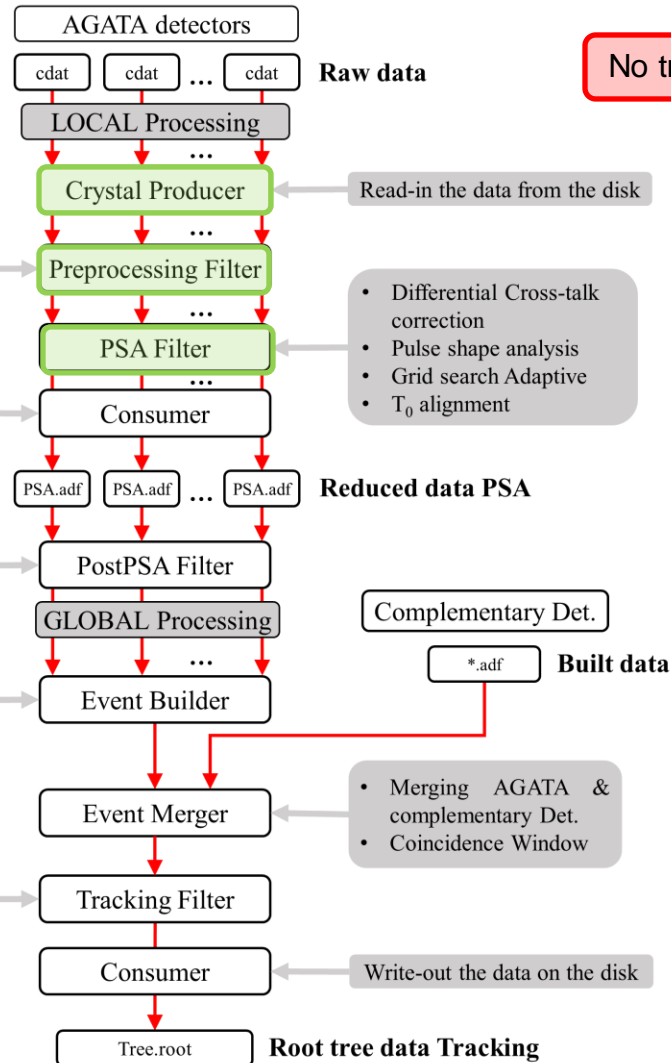 AGATA detectors
cdat cdat ... cdat Raw data
No
LOCAL Processing
...
Crystal Producer
Read-in the data from the disk
...
Preprocessing Filter
...
• Differential Cross-talk
correction
• Pulse shape analysis
• Grid search Adaptive
• T₀ alignment
PSA Filter
...
Consumer
PSA.adf PSA.adf ... PSA.adf Reduced data PSA
PostPSA Filter
GLOBAL Processing
Complementary Det.
...
*.adf Built data
Event Builder
• Merging AGATA &
complementary Det.
• Coincidence Window
Event Merger
Tracking Filter
Consumer
Write-out the data on the disk
Tree.root Root tree data Tracking